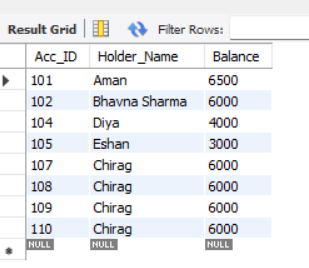 Result Grid Filter Rows:
Acc_ID Holder_Name Balance
101 Aman 6500
102 Bhavna Sharma 6000
104 Diya 4000
105 Eshan 3000
107 Chirag 6000
108 Chirag 6000
109 Chirag 6000
110 Chirag 6000
NULL NULL NULL